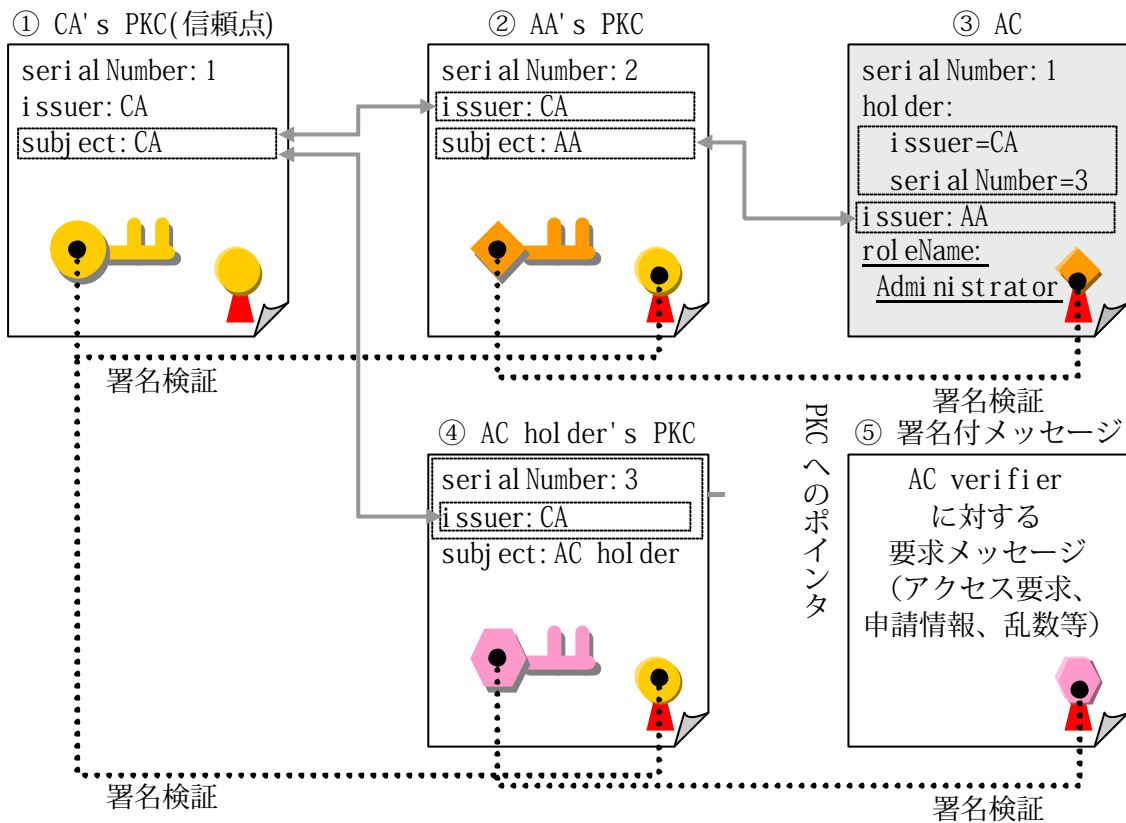 ① CA's PKC(信頼点)
serialNumber:1
issuer:CA
subject:CA
② AA's PKC
serialNumber:2
issuer:CA
subject:AA
③ AC
serialNumber:1
holder:
issuer=CA
serialNumber=3
issuer:AA
roleName:
Administrator
署名検証
署名検証
④ AC holder's PKC
serialNumber:3
issuer:CA
subject:AC holder
PKCへのポインタ
⑤ 署名付メッセージ
AC verifier
に対する
要求メッセージ
(アクセス要求、
申請情報、乱数等)
署名検証
署名検証